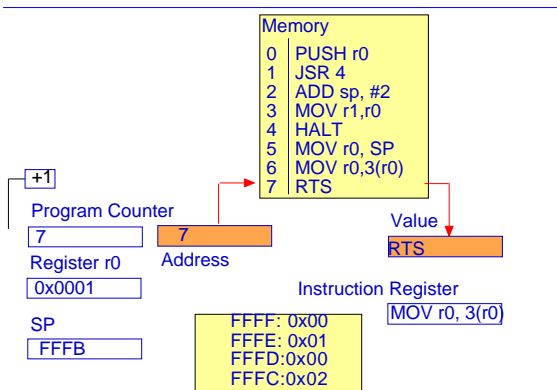 Memory
0 PUSH r0
1 JSR 4
2 ADD sp, #2
3 MOV r1,r0
4 HALT
5 MOV r0, SP
6 MOV r0,3(r0)
7 RTS
+1
Program Counter
7
7
Address
Value
RTS
Register r0
0x0001
Instruction Register
MOV r0, 3(r0)
SP
FFFB
FFFF: 0x00
FFFE: 0x01
FFFD:0x00
FFFC:0x02